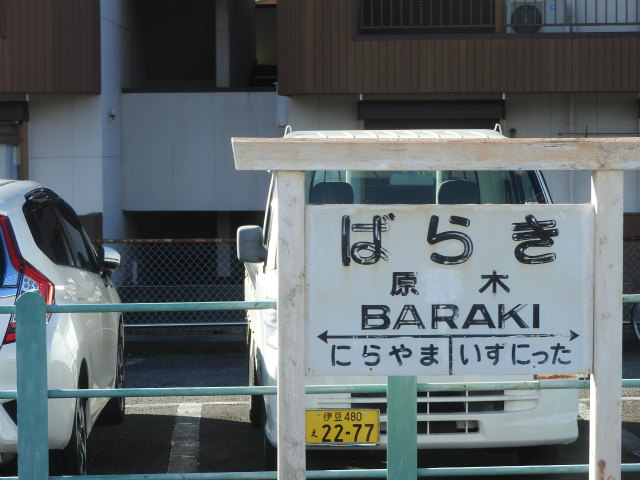 ばらき
原木
BARAKI
にらやま いずにった
伊豆 480
え 22-77